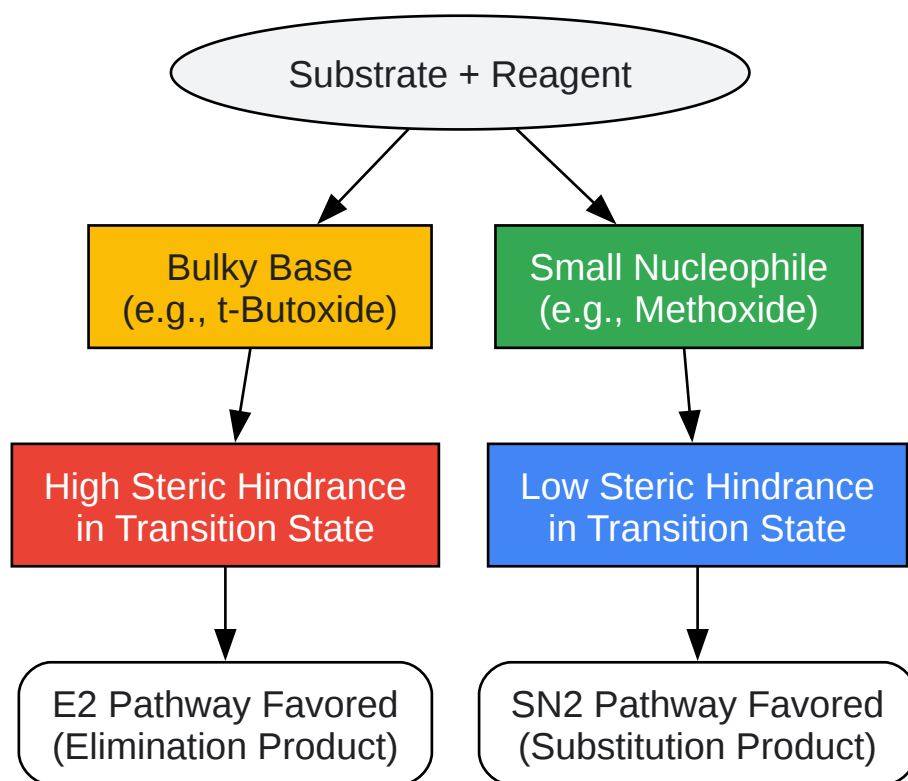 Substrate + Reagent
Bulky Base
(e.g., t-Butoxide)
Small Nucleophile
(e.g., Methoxide)
High Steric Hindrance
in Transition State
Low Steric Hindrance
in Transition State
E2 Pathway Favored
(Elimination Product)
SN2 Pathway Favored
(Substitution Product)